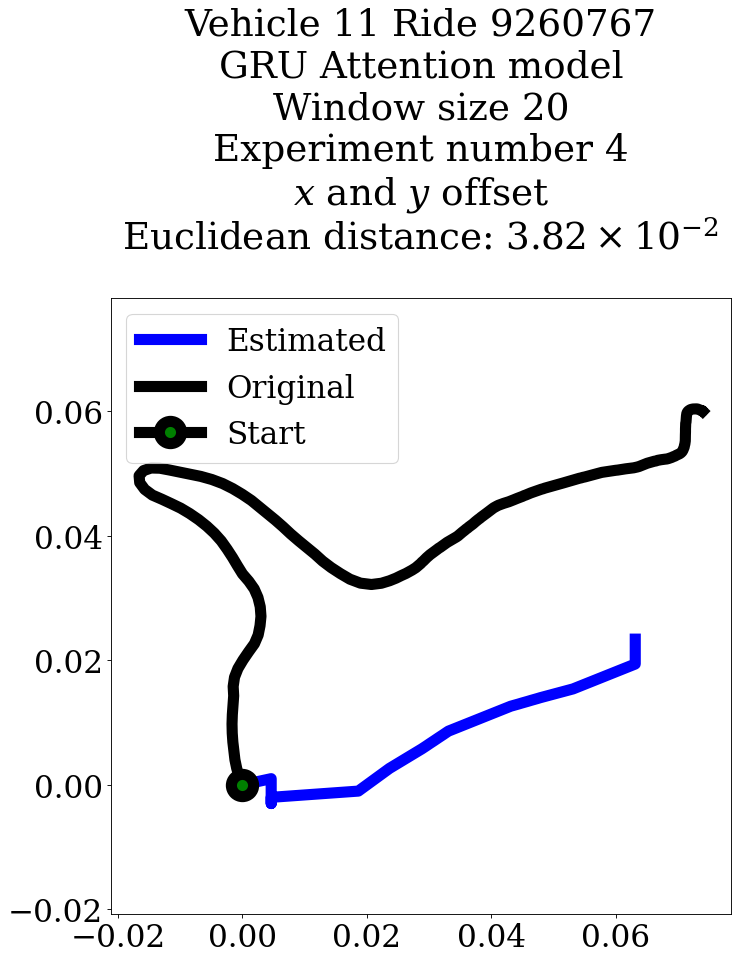 Vehicle 11 Ride 9260767
GRU Attention model
Window size 20
Experiment number 4
x and y offset
Euclidean distance: 3.82 × 10⁻²
Estimated
Original
Start
0.06
0.04
0.02
0.00
−0.02
−0.02 0.00 0.02 0.04 0.06